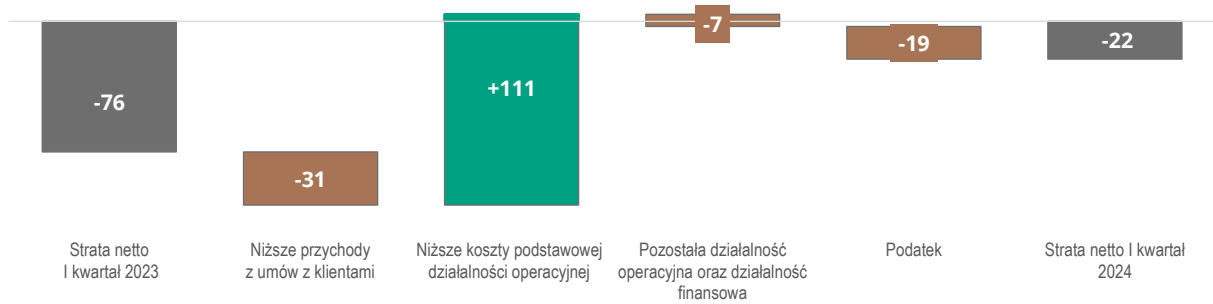 -76
-31
+111
-7
-19
-22
Strata netto
I kwartał 2023
Niższe przychody
z umów z klientami
Niższe koszty podstawowej
działalności operacyjnej
Pozostała działalność
operacyjna oraz działalność
finansowa
Podatek
Strata netto I kwartał
2024